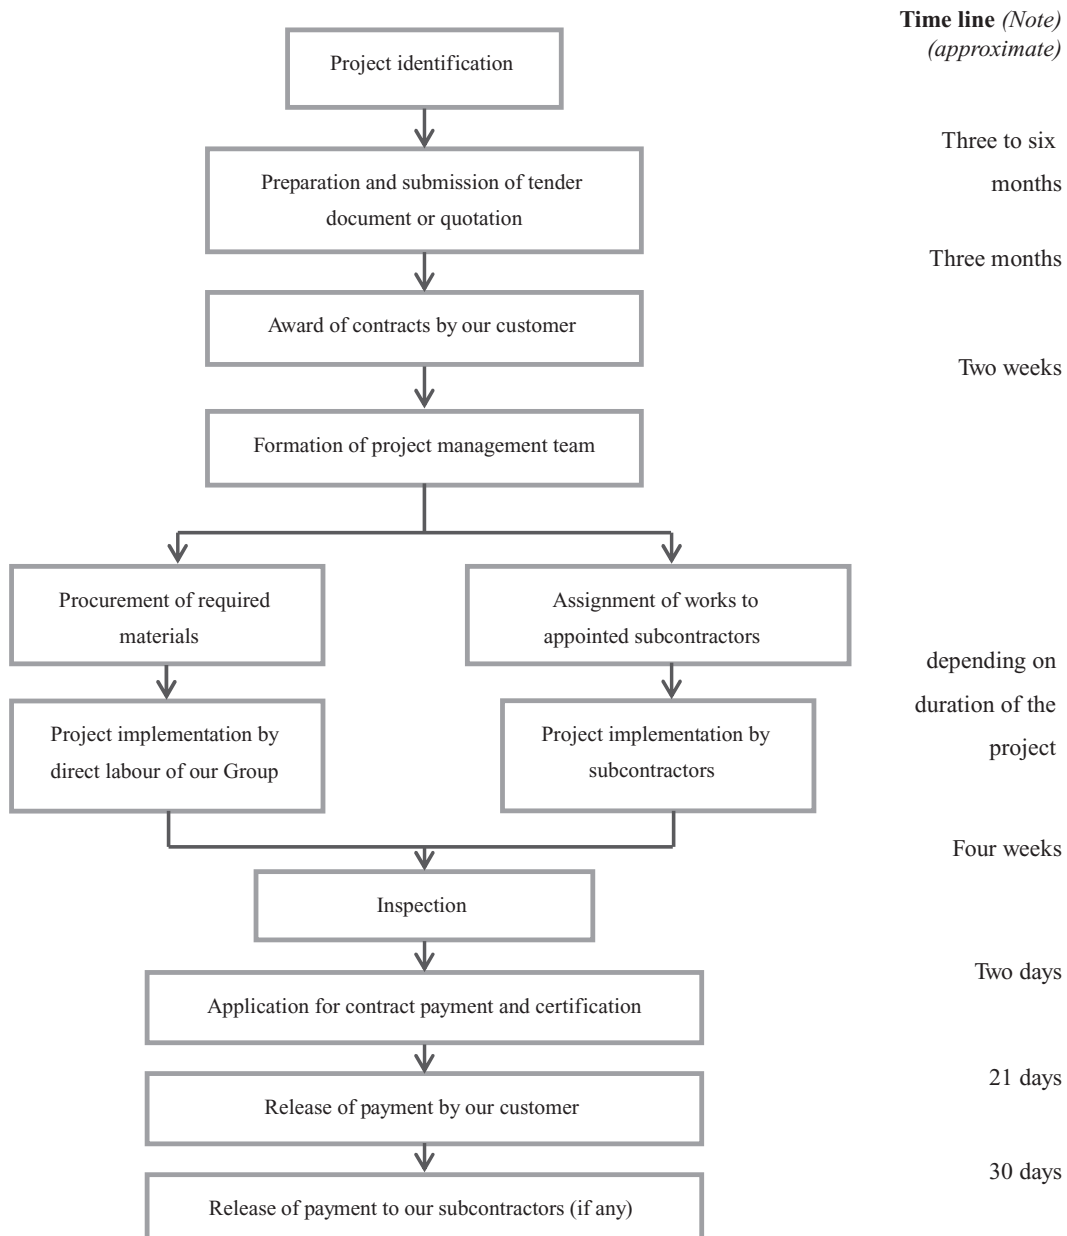 Time line (Note)
(approximate)
Project identification
Three to six
months
Preparation and submission of tender
document or quotation
Three months
Award of contracts by our customer
Two weeks
Formation of project management team
Procurement of required
materials
Assignment of works to
appointed subcontractors
depending on
duration of the
project
Project implementation by
direct labour of our Group
Project implementation by
subcontractors
Four weeks
Inspection
Two days
Application for contract payment and certification
21 days
Release of payment by our customer
30 days
Release of payment to our subcontractors (if any)